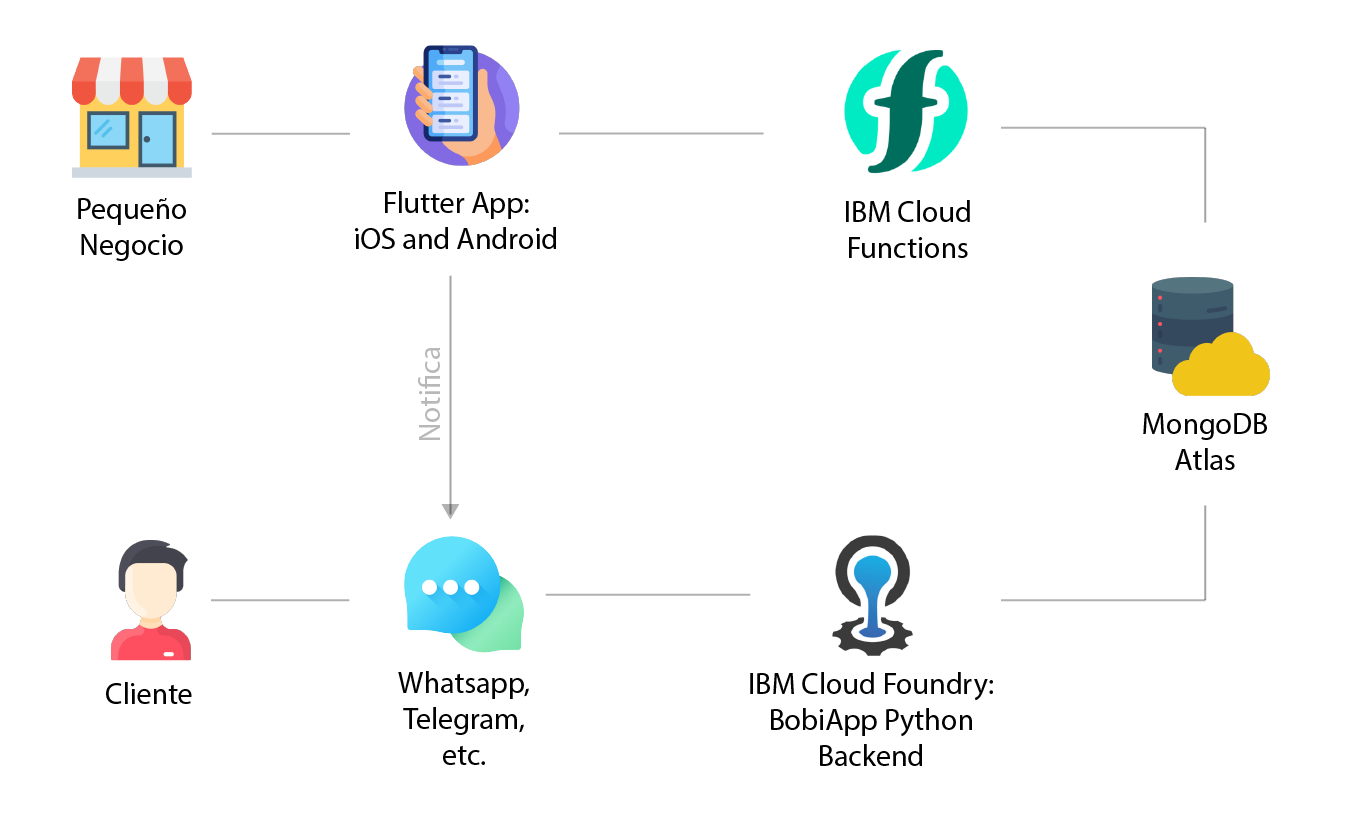 Pequeño
Negocio
Flutter App:
iOS and Android
IBM Cloud
Functions
MongoDB
Atlas
Notifica
Cliente
Whatsapp,
Telegram,
etc.
IBM Cloud Foundry:
BobiApp Python
Backend